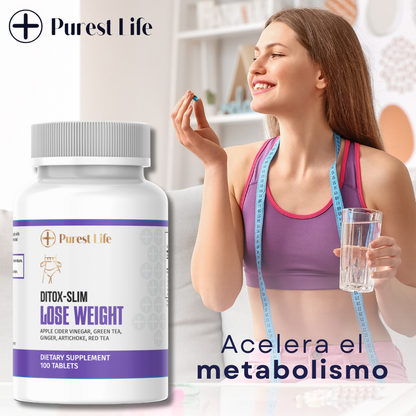 Purest Life
Purest Life
DITOX-SLIM
LOSE WEIGHT
APPLE CIDER VINEGAR, GREEN TEA,
GINGER, ARTICHOKE, RED TEA
DIETARY SUPPLEMENT
100 TABLETS
Acelera el
metabolismo